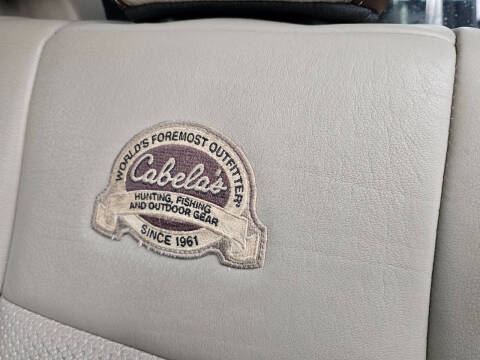 WORLD'S FOREMOST OUTFITTER®
Cabela's
HUNTING, FISHING
AND OUTDOOR GEAR
SINCE 1961